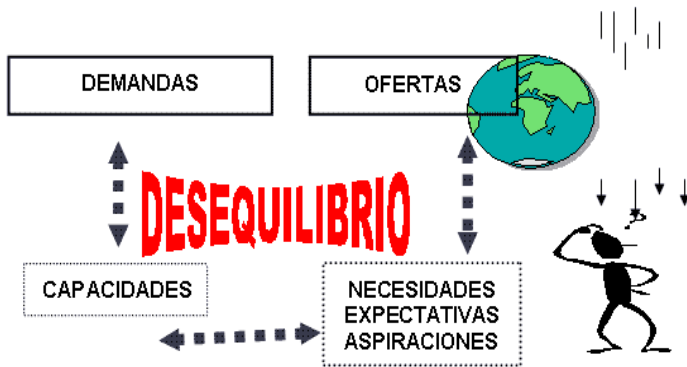 DEMANDAS
OFERTAS
DESEQUILIBRIO
CAPACIDADES
NECESIDADES
EXPECTATIVAS
ASPIRACIONES